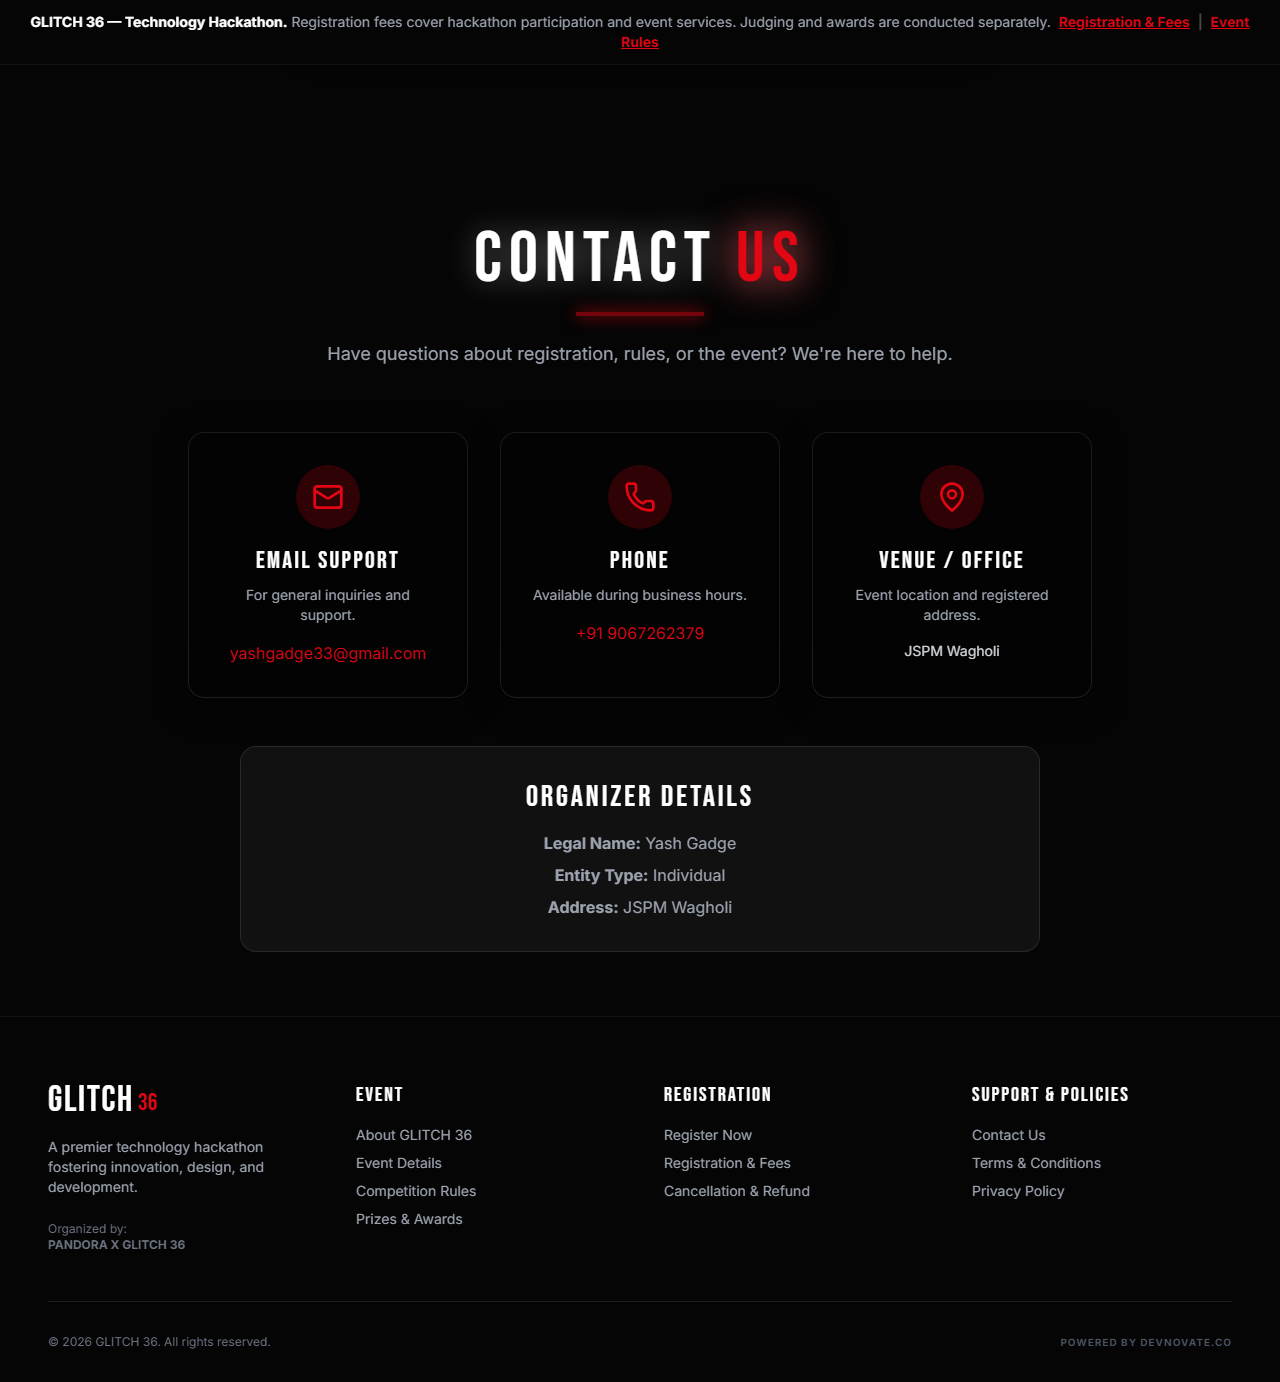 GLITCH 36 — Technology Hackathon. Registration fees cover hackathon participation and event services. Judging and awards are conducted separately. Registration & Fees | Event
Rules
CONTACT US
Have questions about registration, rules, or the event? We're here to help.
EMAIL SUPPORT
For general inquiries and
support.
yashgadge33@gmail.com
PHONE
Available during business hours.
+91 9067262379
VENUE / OFFICE
Event location and registered
address.
JSPM Wagholi
ORGANIZER DETAILS
Legal Name: Yash Gadge
Entity Type: Individual
Address: JSPM Wagholi
GLITCH 36
A premier technology hackathon
fostering innovation, design, and
development.
Organized by:
PANDORA X GLITCH 36
EVENT
About GLITCH 36
Event Details
Competition Rules
Prizes & Awards
REGISTRATION
Register Now
Registration & Fees
Cancellation & Refund
SUPPORT & POLICIES
Contact Us
Terms & Conditions
Privacy Policy
© 2026 GLITCH 36. All rights reserved.
POWERED BY DEVNOVATE.CO